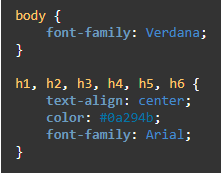 body {
    font-family: Verdana;
}

h1, h2, h3, h4, h5, h6 {
    text-align: center;
    color: #0a294b;
    font-family: Arial;
}